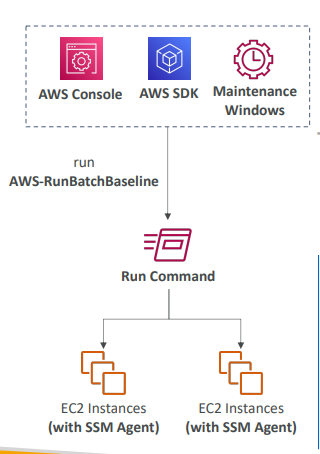 AWS Console
AWS SDK
Maintenance
Windows
run
AWS-RunBatchBaseline
Run Command
EC2 Instances
(with SSM Agent)
EC2 Instances
(with SSM Agent)